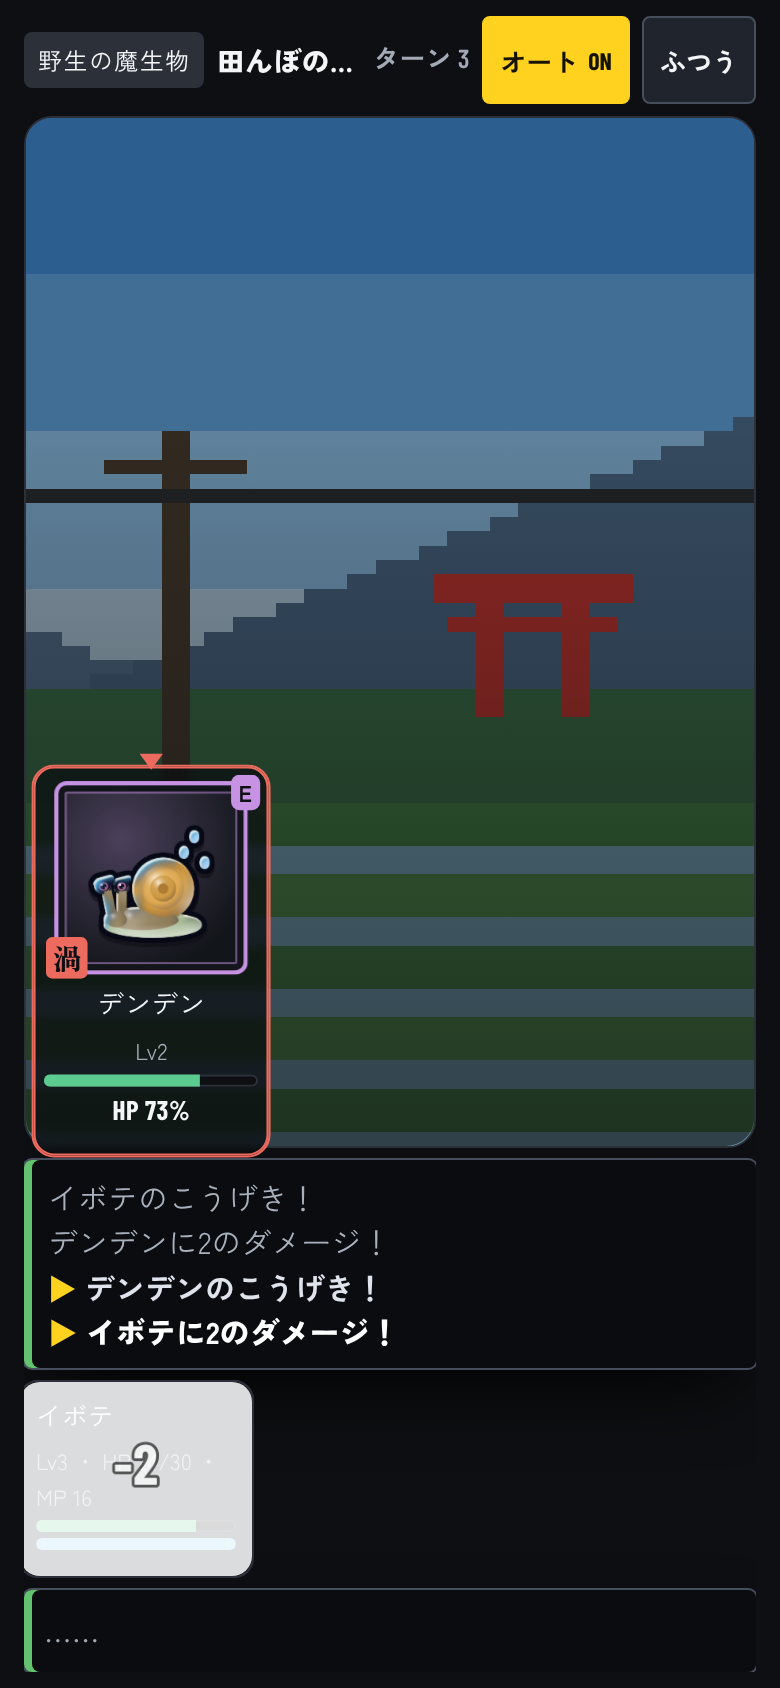 野生の魔生物 田んぼの… ターン 3 オート ON ふつう
E
渦
デンデン
Lv2
HP 73%
イボテのこうげき！
デンデンに2のダメージ！
▶ デンデンのこうげき！
▶ イボテに2のダメージ！
イボテ
Lv3 ・ HP /30 ・
-2
MP 16
……